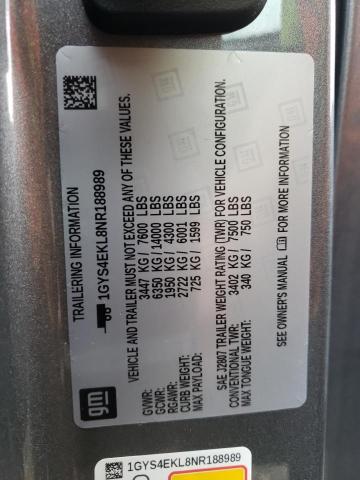 TRAILERING INFORMATION
1GYS4EKL8NR188989
VEHICLE AND TRAILER MUST NOT EXCEED ANY OF THESE VALUES.
GVWR: 3447 KG / 7600 LBS
GCWR: 6350 KG / 14000 LBS
RGAWR: 1950 KG / 4300 LBS
CURB WEIGHT: 2722 KG / 6001 LBS
MAX PAYLOAD: 725 KG / 1599 LBS
SAE J2807 TRAILER WEIGHT RATING (TWR) FOR VEHICLE CONFIGURATION.
CONVENTIONAL TWR: 3402 KG / 7500 LBS
MAX TONGUE WEIGHT: 340 KG / 750 LBS
SEE OWNER'S MANUAL FOR MORE INFORMATION
gm
1GYS4EKL8NR188989